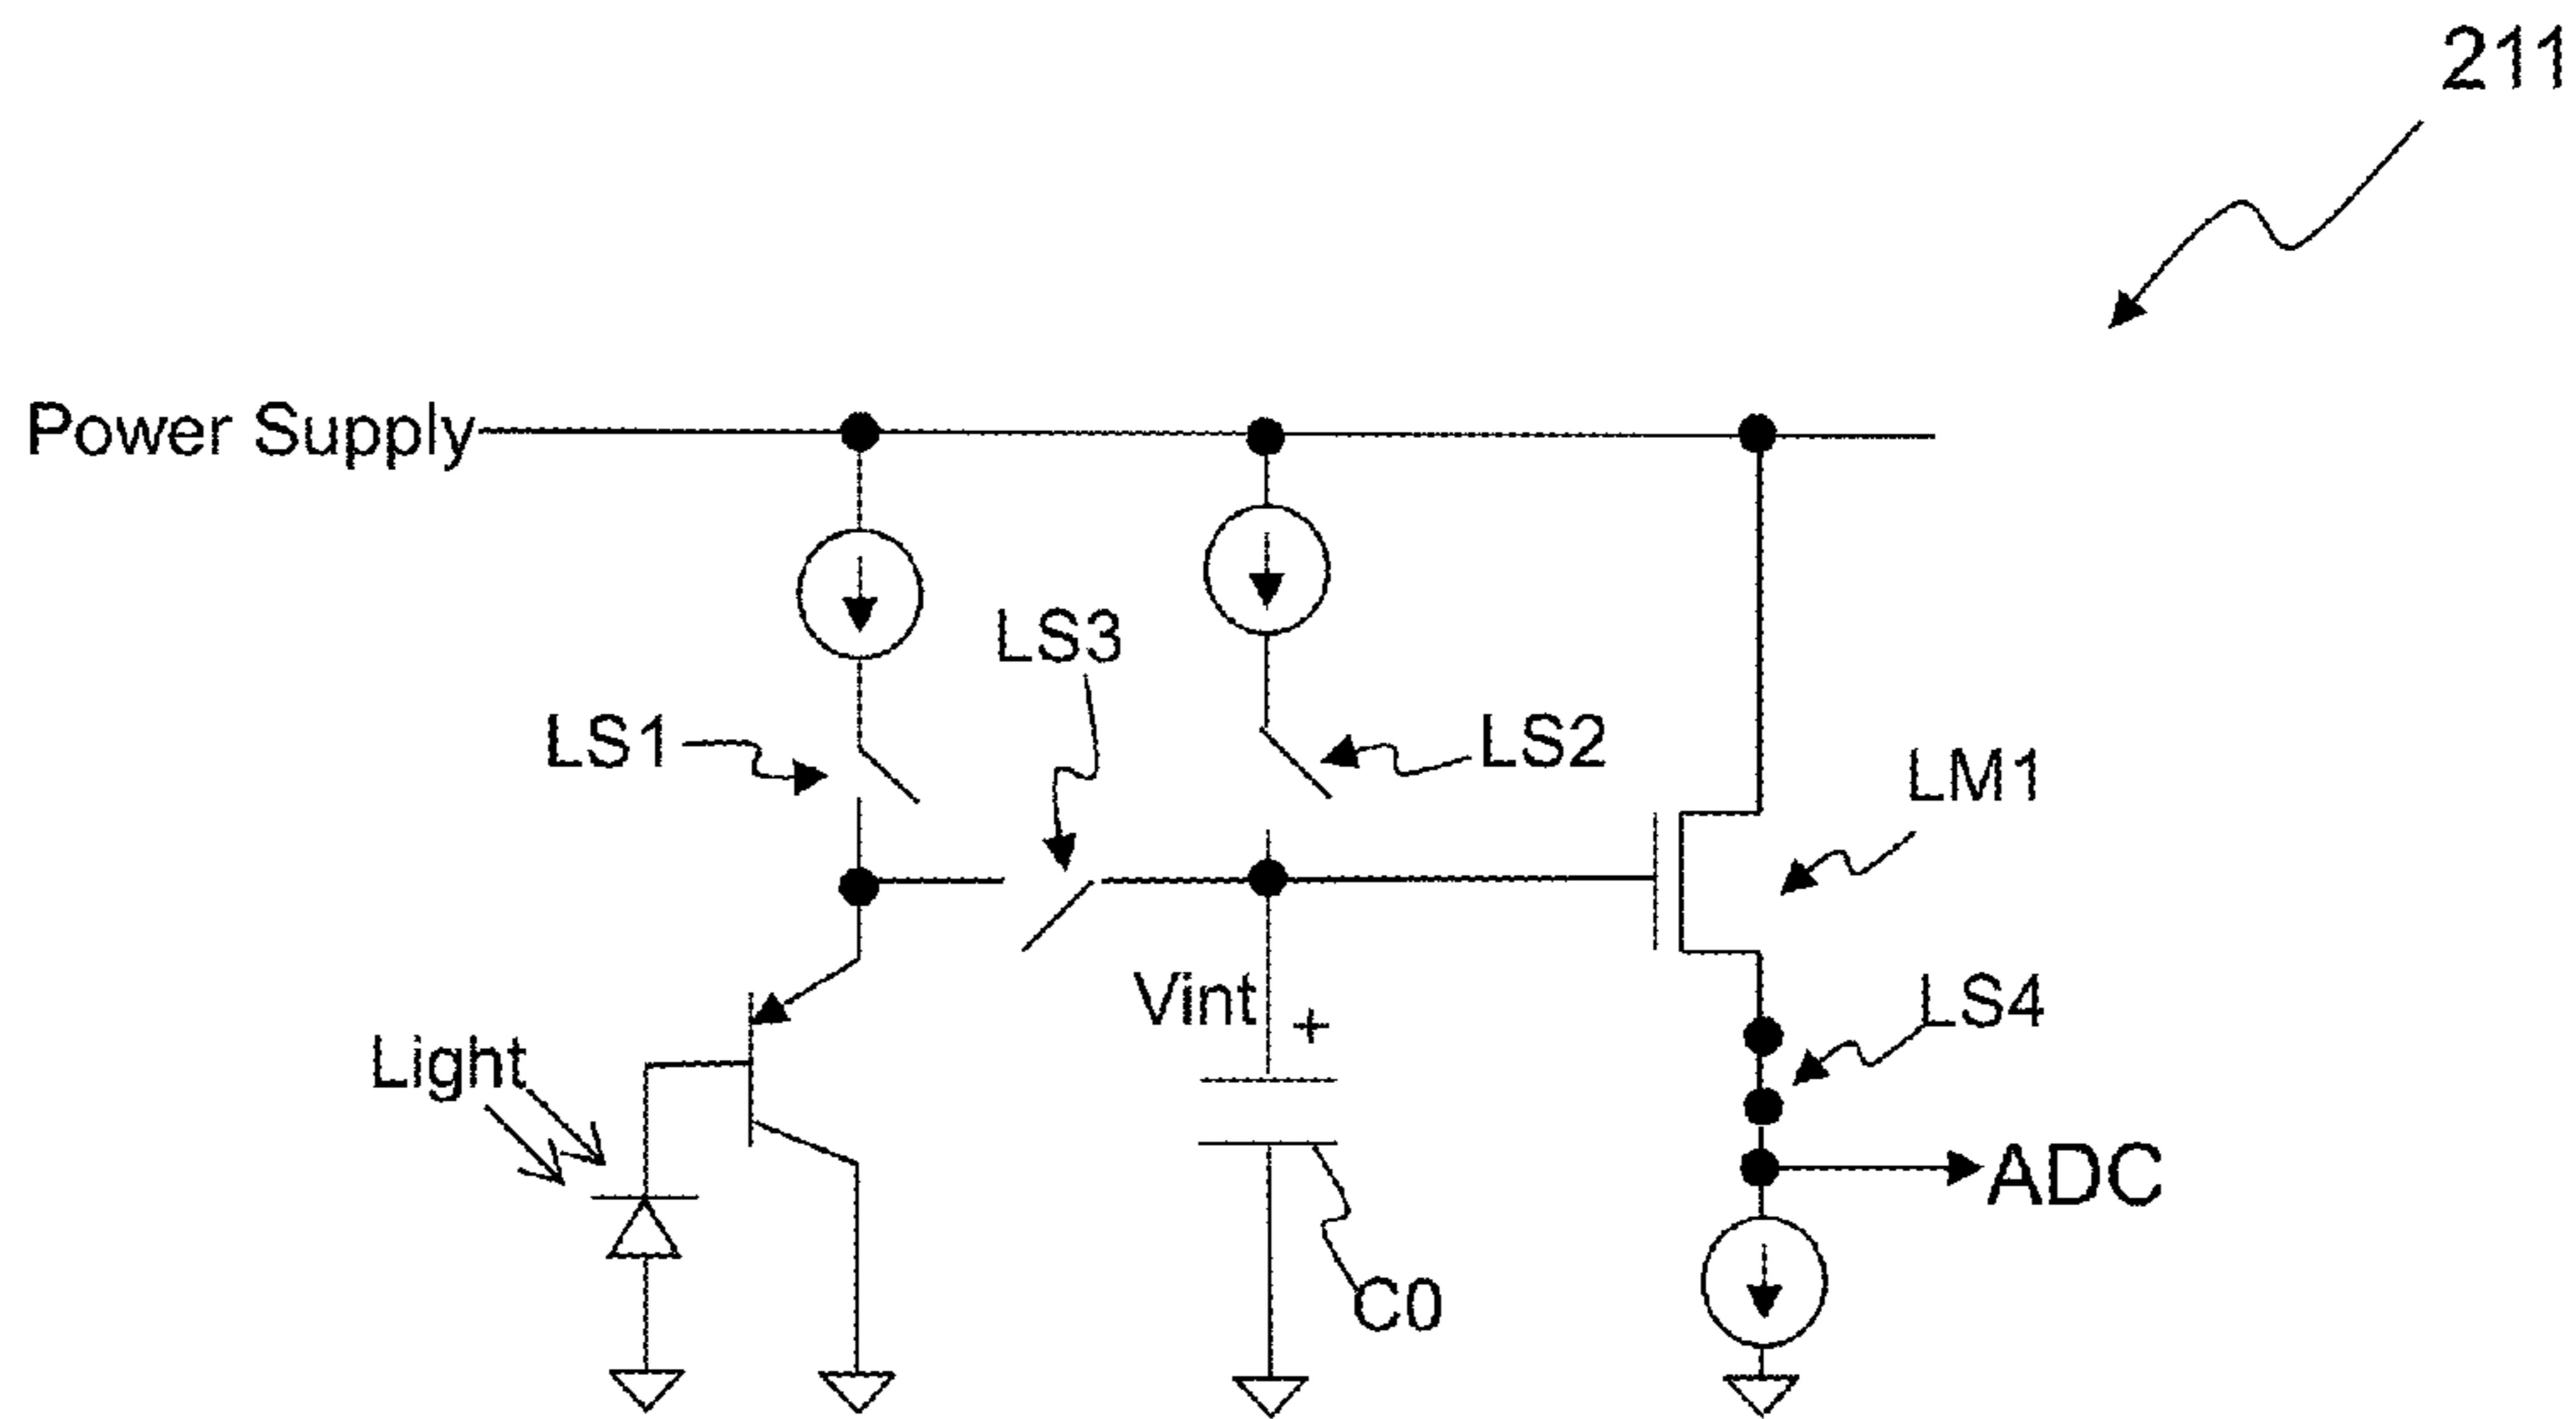 211
Power Supply
LS3
LS1
LS2
LM1
Vint
+
LS4
Light
ADC
C0